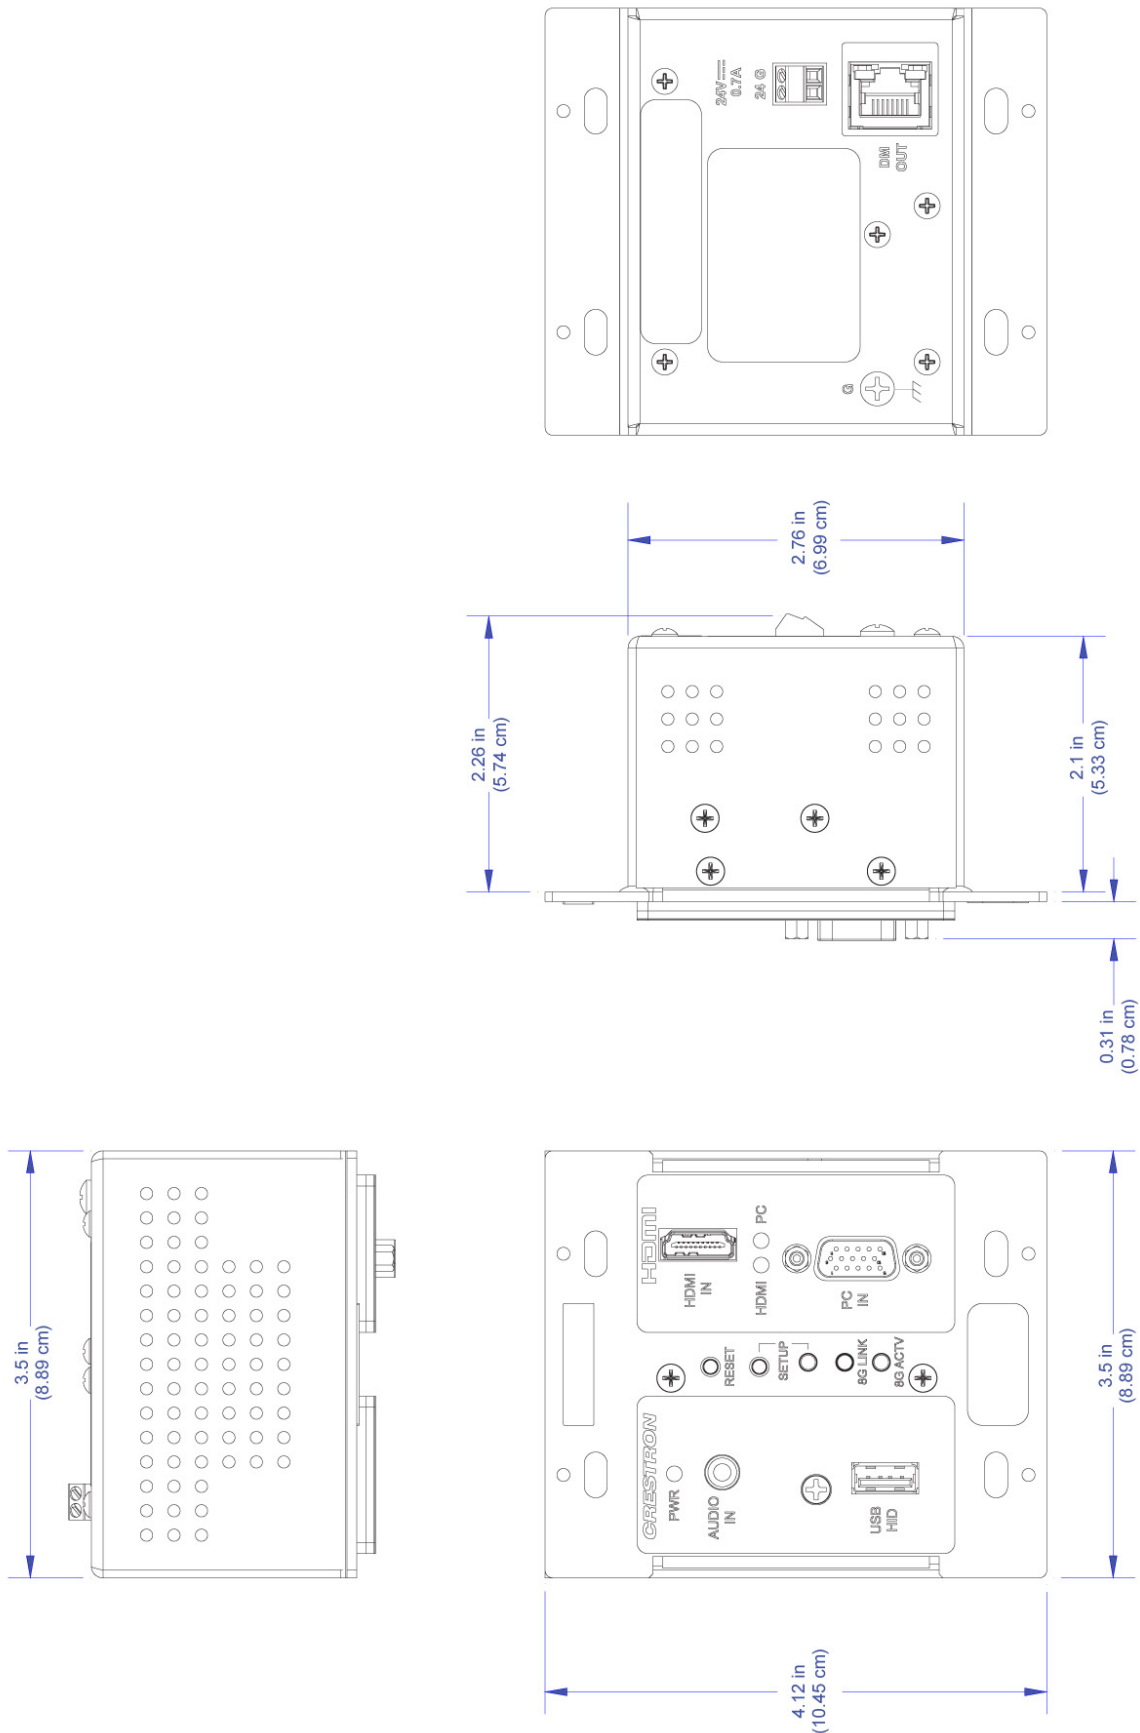 24V
0.7A
24 G
DM
OUT
G
2.76 in
(6.99 cm)
2.26 in
(5.74 cm)
2.1 in
(5.33 cm)
0.31 in
(0.78 cm)
3.5 in
(8.89 cm)
HDMI
HDMI
IN
HDMI
PC
PC
IN
RESET
SETUP
8G LINK
8G ACTV
CRESTRON
PWR
AUDIO
IN
USB
HID
3.5 in
(8.89 cm)
4.12 in
(10.45 cm)